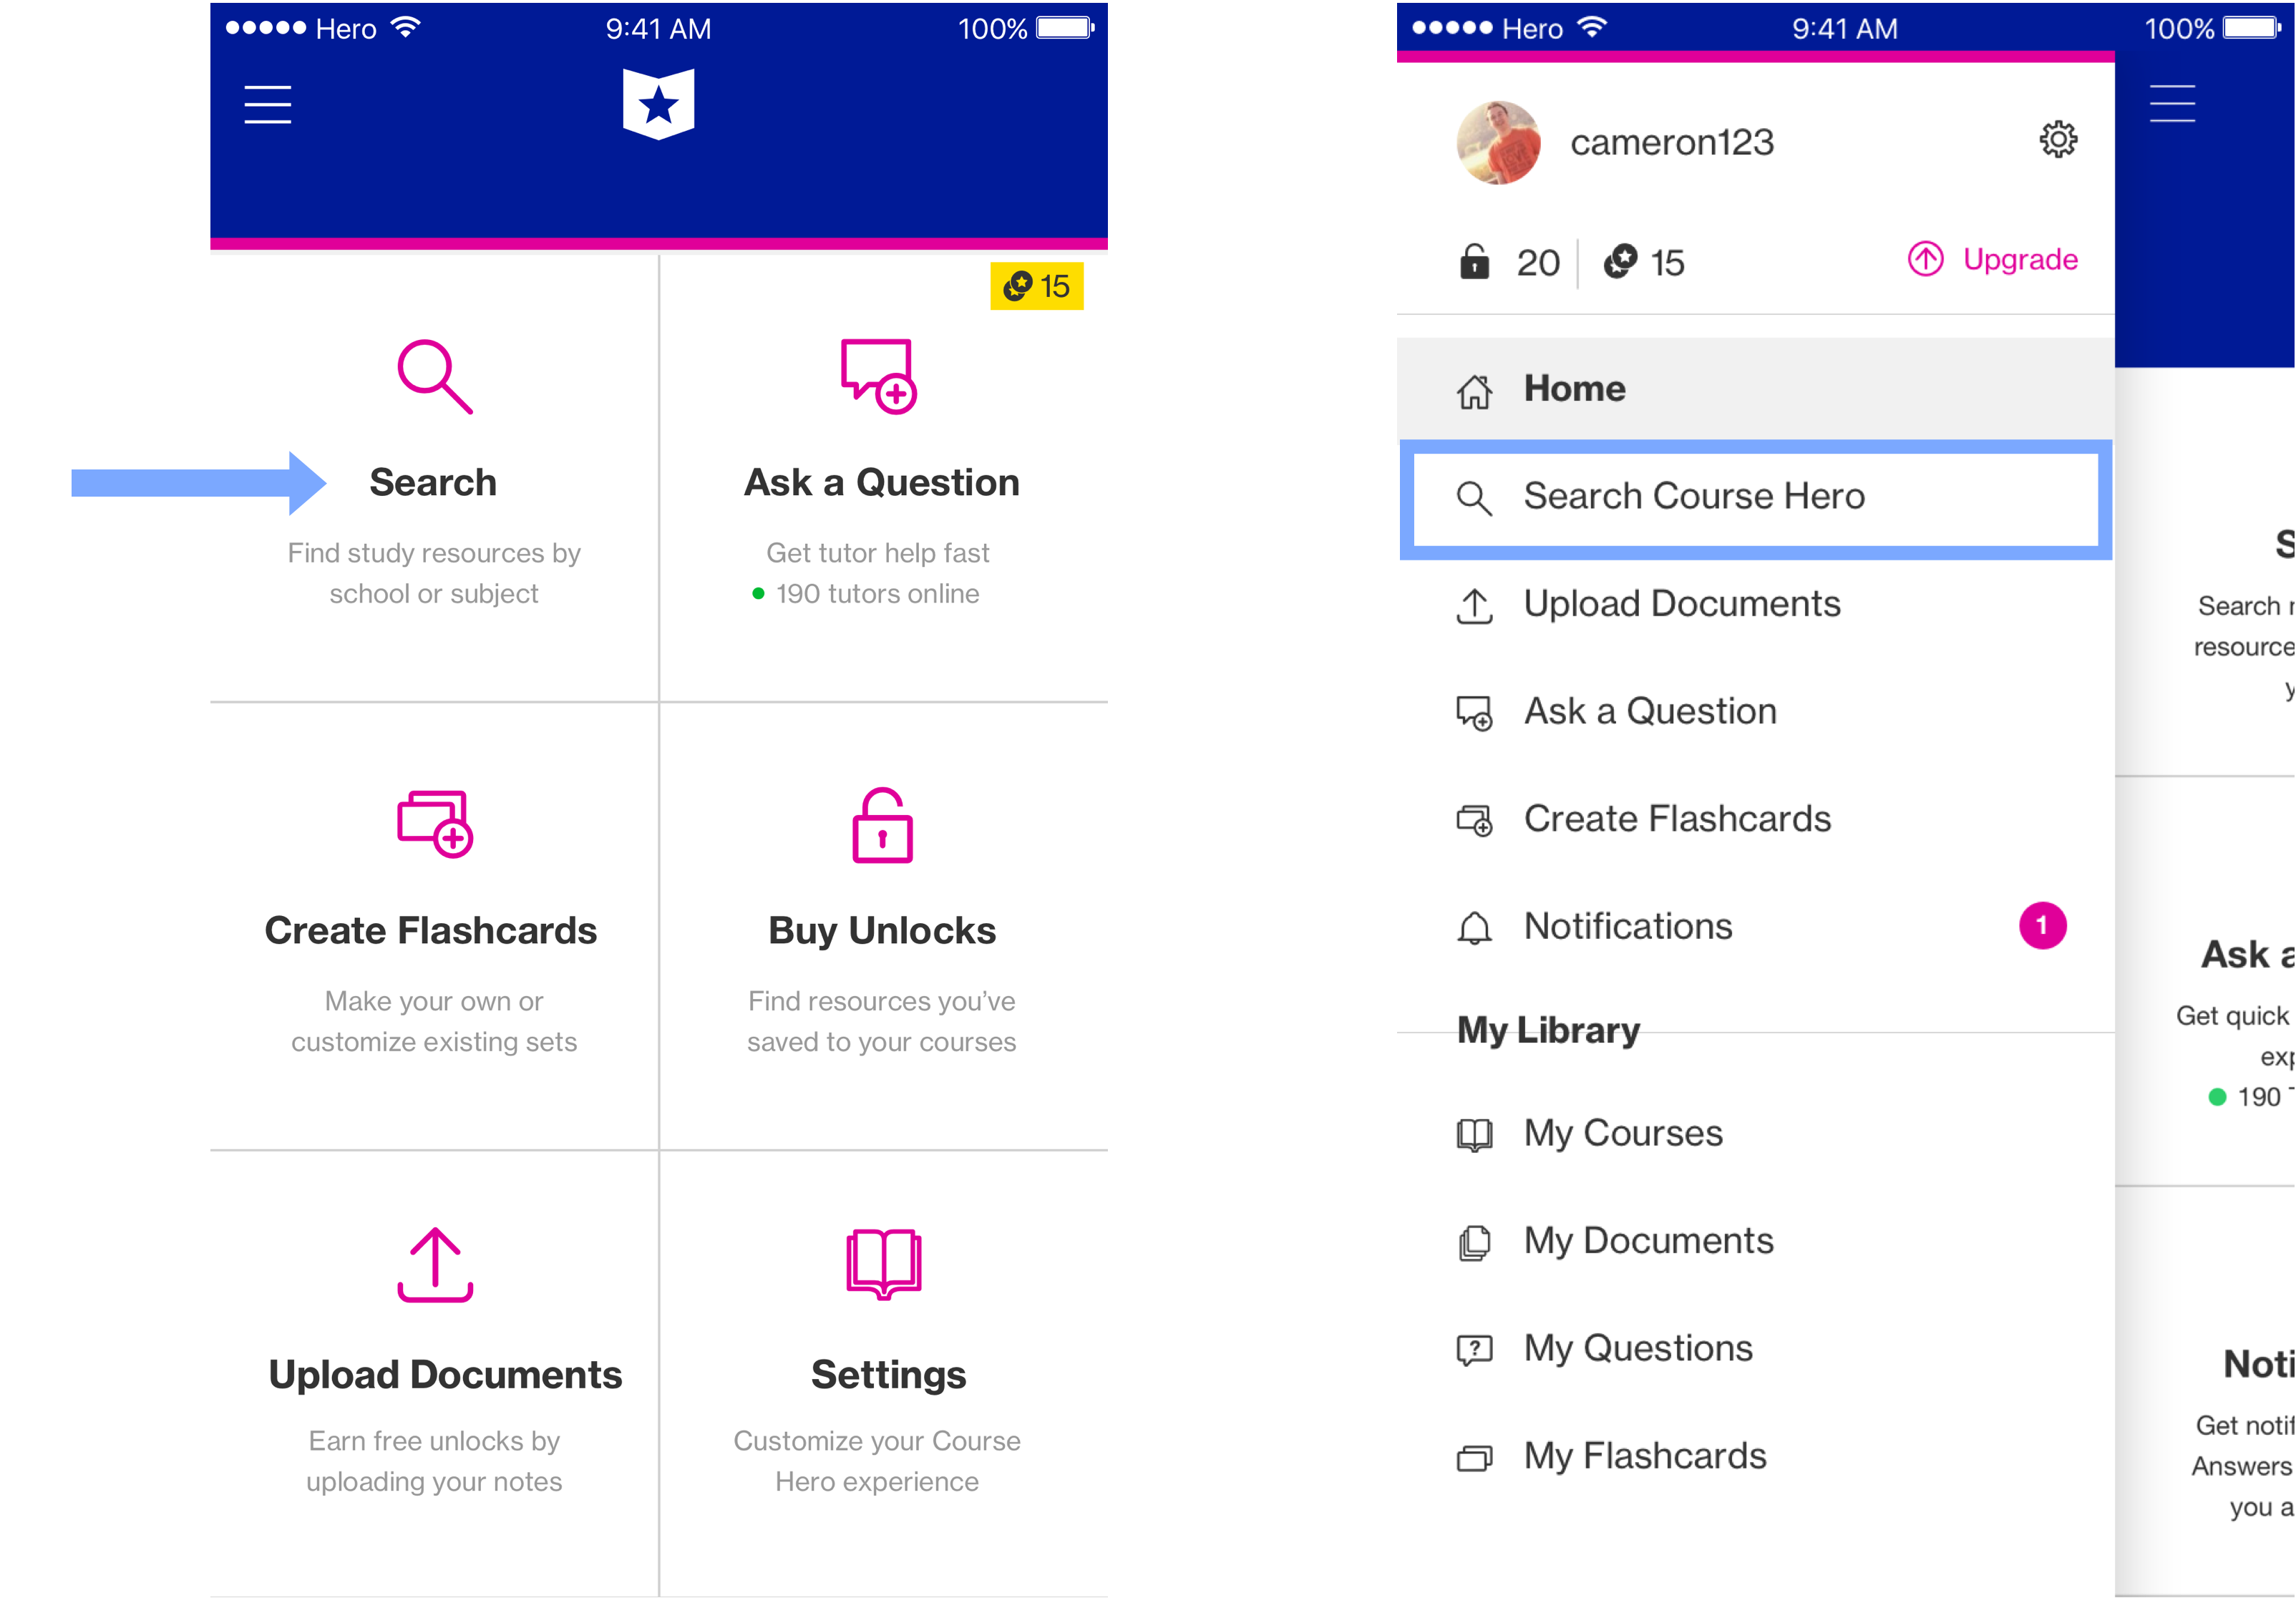 Hero 9:41 AM 100%
15
Search
Find study resources by
school or subject
Ask a Question
Get tutor help fast
190 tutors online
Create Flashcards
Make your own or
customize existing sets
Buy Unlocks
Find resources you've
saved to your courses
Upload Documents
Earn free unlocks by
uploading your notes
Settings
Customize your Course
Hero experience
Hero 9:41 AM 100%
cameron123
20 15 Upgrade
Home
Search Course Hero
Upload Documents
Ask a Question
Create Flashcards
Notifications 1
My Library
My Courses
My Documents
My Questions
My Flashcards
S
Search
resource
y
Ask a
Get quick
exp
190
Noti
Get notif
Answers
you a